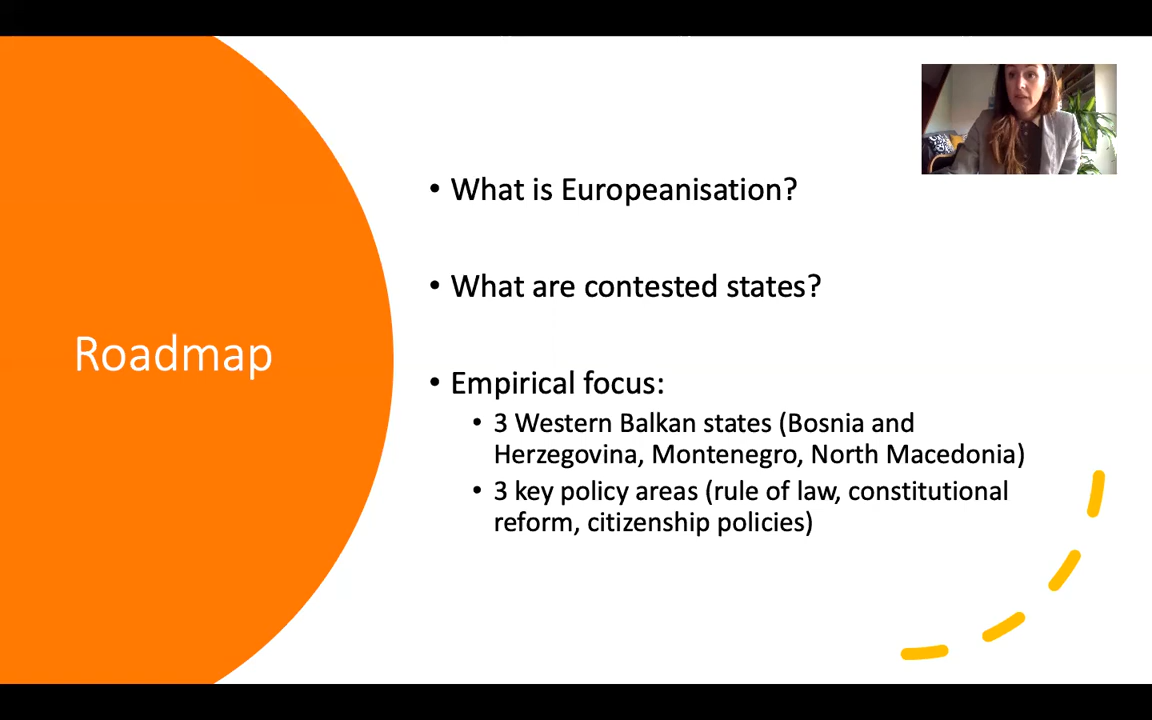 Roadmap
• What is Europeanisation?
• What are contested states?
• Empirical focus:
• 3 Western Balkan states (Bosnia and
Herzegovina, Montenegro, North Macedonia)
• 3 key policy areas (rule of law, constitutional
reform, citizenship policies)